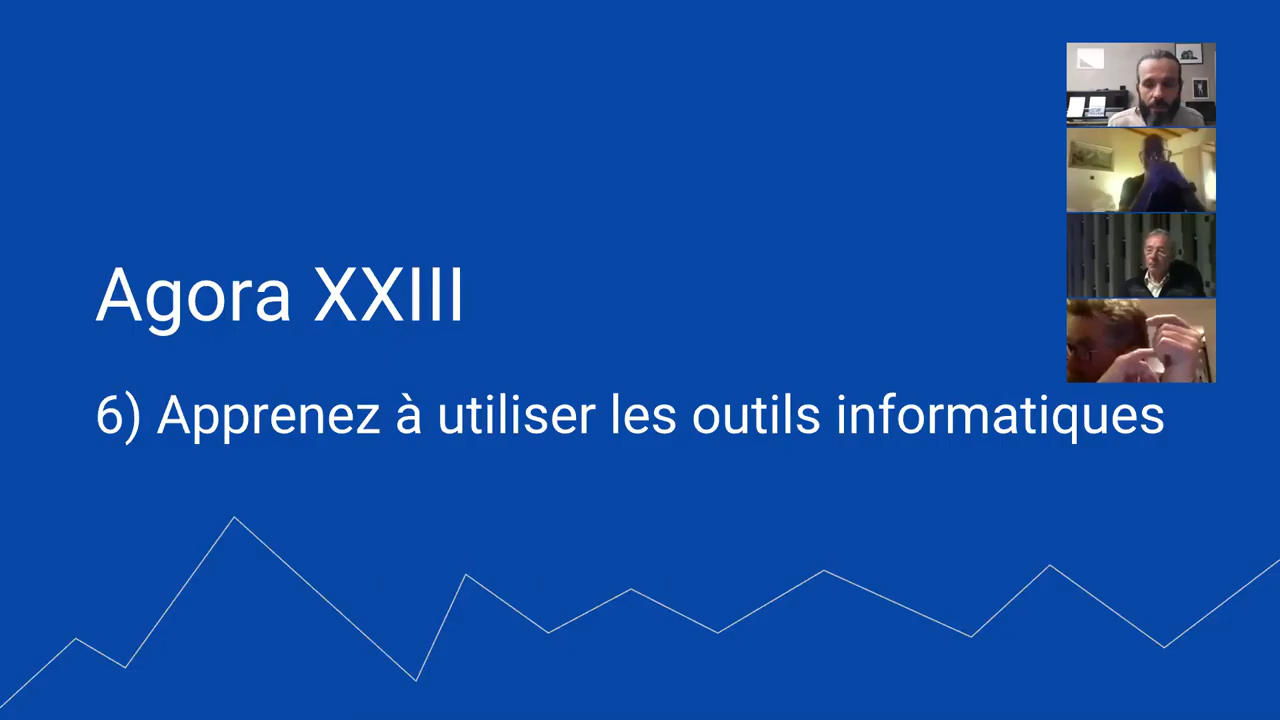 Agora XXIII
6) Apprenez à utiliser les outils informatiques